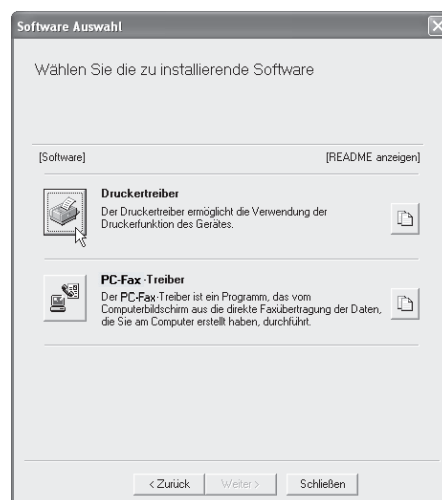 Software Auswahl
Wählen Sie die zu installierende Software
[Software] [README anzeigen]
Druckertreiber
Der Druckertreiber ermöglicht die Verwendung der
Druckerfunktion des Gerätes.
PC-Fax -Treiber
Der PC-Fax-Treiber ist ein Programm, das vom
Computerbildschirm aus die direkte Faxübertragung der Daten,
die Sie am Computer erstellt haben, durchführt.
< Zurück Weiter > Schließen